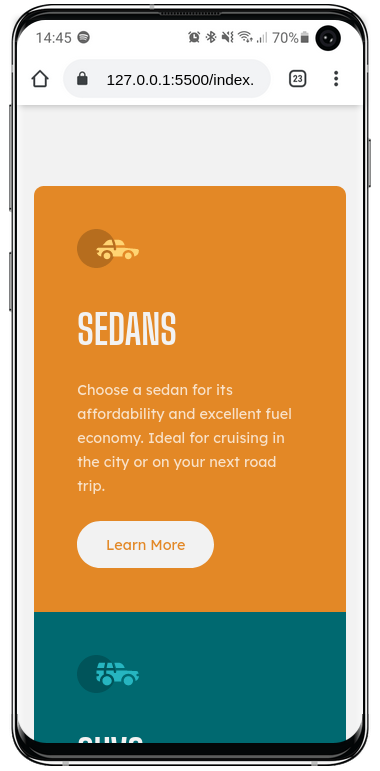 14:45
70%
127.0.0.1:5500/index.
23
SEDANS
Choose a sedan for its
affordability and excellent fuel
economy. Ideal for cruising in
the city or on your next road
trip.
Learn More
SUVS